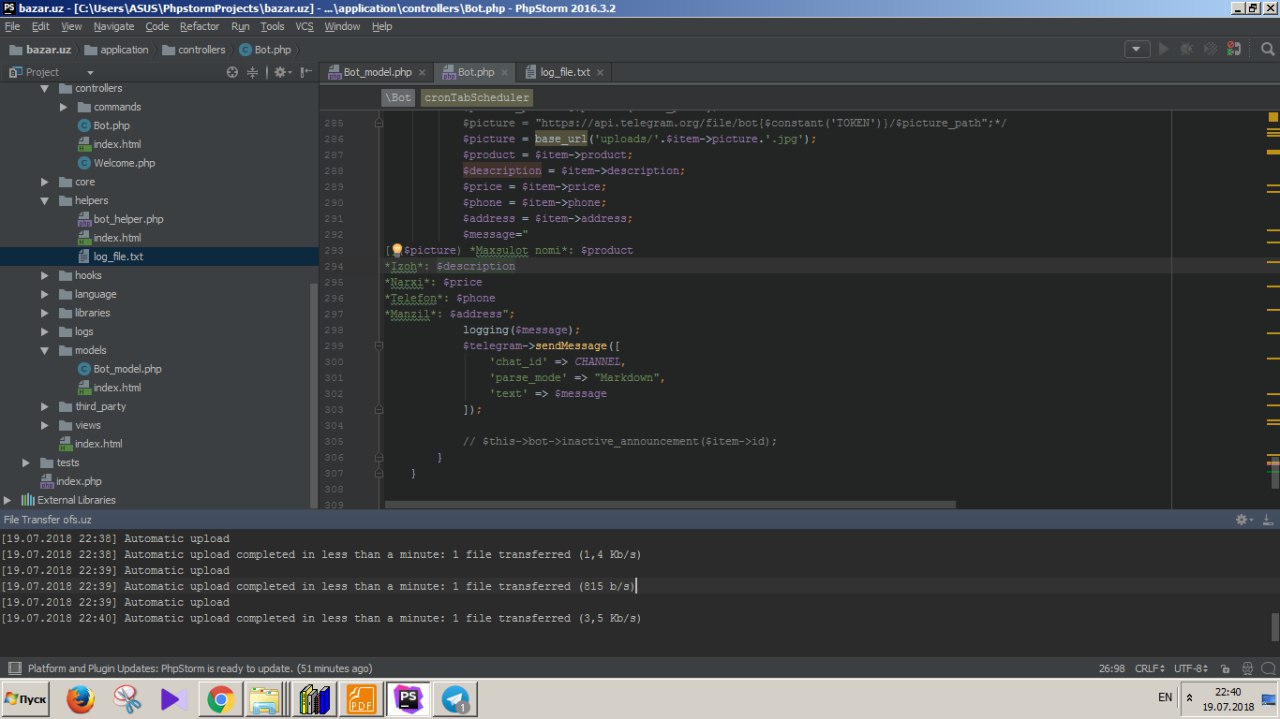 bazar.uz - [C:\Users\ASUS\PhpstormProjects\bazar.uz] - ...\application\controllers\Bot.php - PhpStorm 2016.3.2
File Edit View Navigate Code Refactor Run Tools VCS Window Help
bazar.uz application controllers Bot.php
Project
Bot_model.php Bot.php log_file.txt
controllers
commands
Bot.php
index.html
Welcome.php
core
helpers
bot_helper.php
index.html
log_file.txt
hooks
language
libraries
logs
models
Bot_model.php
index.html
third_party
views
index.html
tests
index.php
External Libraries
\Bot cronTabScheduler
285 $picture = "https://api.telegram.org/file/bot{$constant('TOKEN')}/$picture_path";*/
286 $picture = base_url('uploads/'.$item->picture.'.jpg');
287 $product = $item->product;
288 $description = $item->description;
289 $price = $item->price;
290 $phone = $item->phone;
291 $address = $item->address;
292 $message="
293 [ $picture) *Maxsulot nomi*: $product
294 *Izoh*: $description
295 *Narxi*: $price
296 *Telefon*: $phone
297 *Manzil*: $address";
298 logging($message);
299 $telegram->sendMessage([
300 'chat_id' => CHANNEL,
301 'parse_mode' => "Markdown",
302 'text' => $message
303 ]);
304
305 // $this->bot->inactive_announcement($item->id);
306 }
307 }
308
309
File Transfer ofs.uz
[19.07.2018 22:38] Automatic upload
[19.07.2018 22:38] Automatic upload completed in less than a minute: 1 file transferred (1,4 Kb/s)
[19.07.2018 22:39] Automatic upload
[19.07.2018 22:39] Automatic upload completed in less than a minute: 1 file transferred (815 b/s)
[19.07.2018 22:39] Automatic upload
[19.07.2018 22:40] Automatic upload completed in less than a minute: 1 file transferred (3,5 Kb/s)
Platform and Plugin Updates: PhpStorm is ready to update. (51 minutes ago)
26:98 CRLF UTF-8
Пуск
PDF
PS
1
EN
22:40
19.07.2018